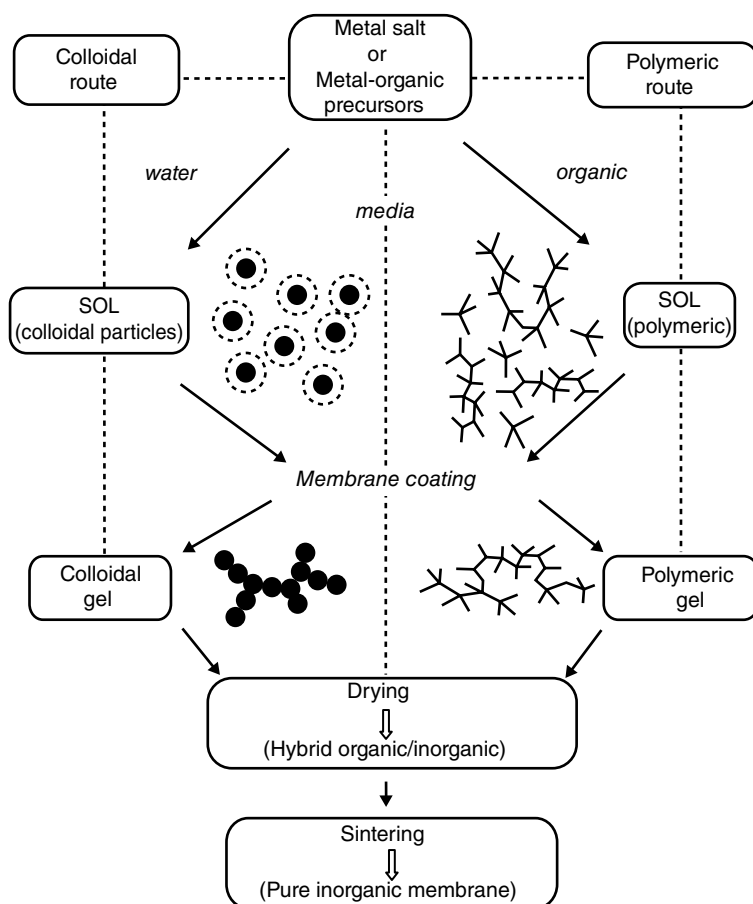 Colloidal
route
Metal salt
or
Metal-organic
precursors
Polymeric
route
water
media
organic
SOL
(colloidal particles)
SOL
(polymeric)
Membrane coating
Colloidal
gel
Polymeric
gel
Drying
(Hybrid organic/inorganic)
Sintering
(Pure inorganic membrane)